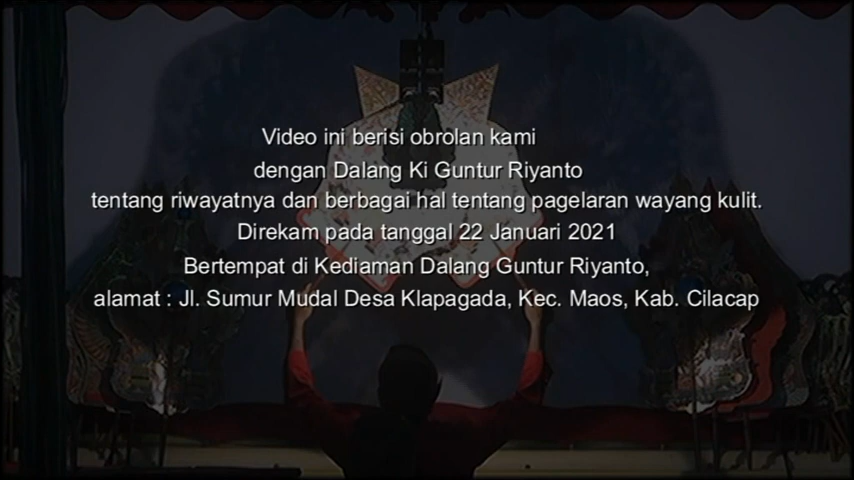 Video ini berisi obrolan kami
dengan Dalang Ki Guntur Riyanto
tentang riwayatnya dan berbagai hal tentang pagelaran wayang kulit.
Direkam pada tanggal 22 Januari 2021
Bertempat di Kediaman Dalang Guntur Riyanto,
alamat : Jl. Sumur Mudal Desa Klapagada, Kec. Maos, Kab. Cilacap